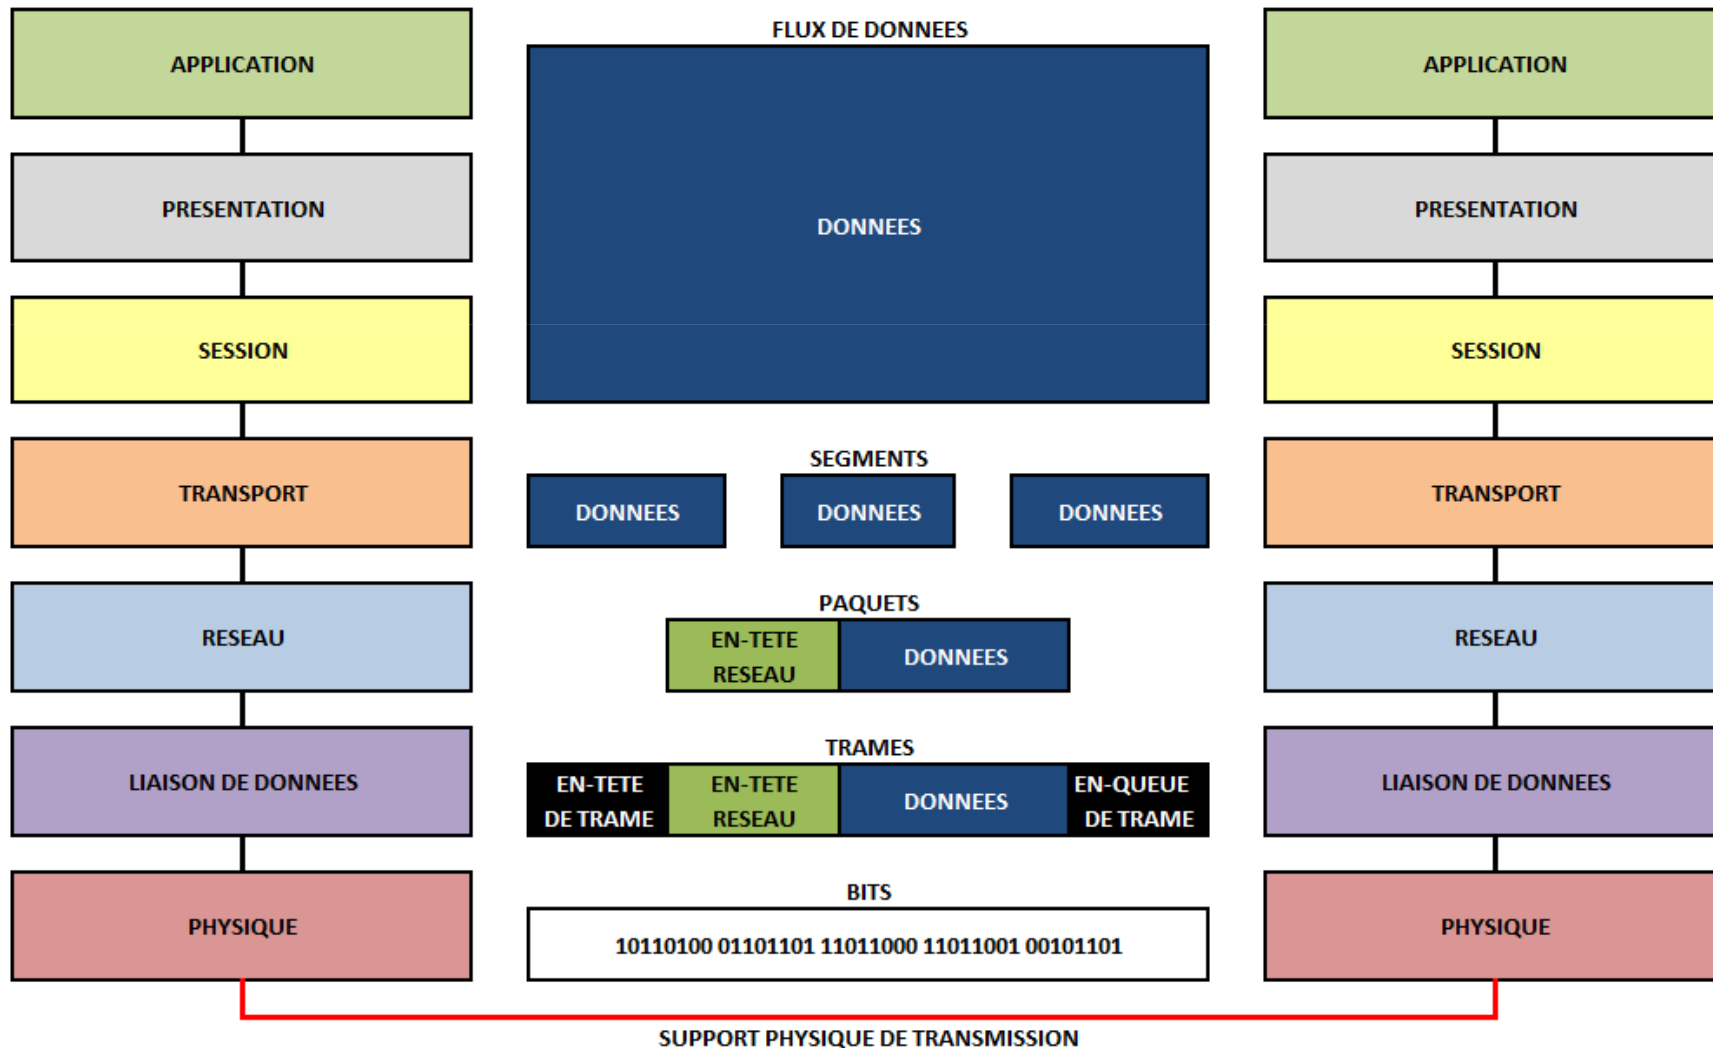 FLUX DE DONNEES
APPLICATION
APPLICATION
PRESENTATION
DONNEES
PRESENTATION
SESSION
SESSION
SEGMENTS
TRANSPORT
DONNEES
DONNEES
DONNEES
TRANSPORT
PAQUETS
RESEAU
EN-TETE
RESEAU
DONNEES
RESEAU
TRAMES
LIAISON DE DONNEES
EN-TETE
DE TRAME
EN-TETE
RESEAU
DONNEES
EN-QUEUE
DE TRAME
LIAISON DE DONNEES
BITS
PHYSIQUE
10110100 01101101 11011000 11011001 00101101
PHYSIQUE
SUPPORT PHYSIQUE DE TRANSMISSION